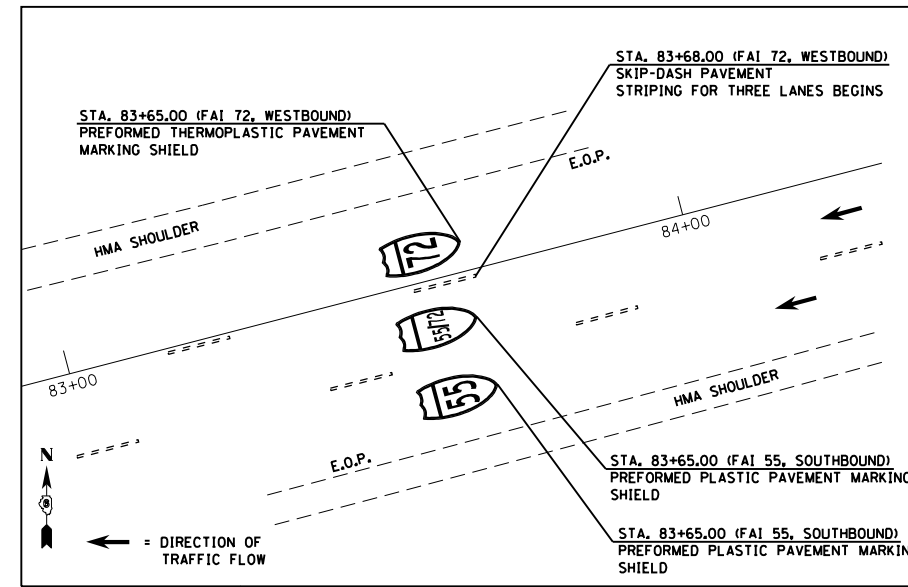 STA. 83+68.00 (FAI 72, WESTBOUND)
SKIP-DASH PAVEMENT
STRIPING FOR THREE LANES BEGINS
STA. 83+65.00 (FAI 72, WESTBOUND)
PREFORMED THERMOPLASTIC PAVEMENT
MARKING SHIELD
E.O.P.
HMA SHOULDER
84+00
72
55/72
83+00
55
HMA SHOULDER
E.O.P.
N
STA. 83+65.00 (FAI 55, SOUTHBOUND)
PREFORMED PLASTIC PAVEMENT MARKING
SHIELD
STA. 83+65.00 (FAI 55, SOUTHBOUND)
PREFORMED PLASTIC PAVEMENT MARKIN
SHIELD
= DIRECTION OF
TRAFFIC FLOW